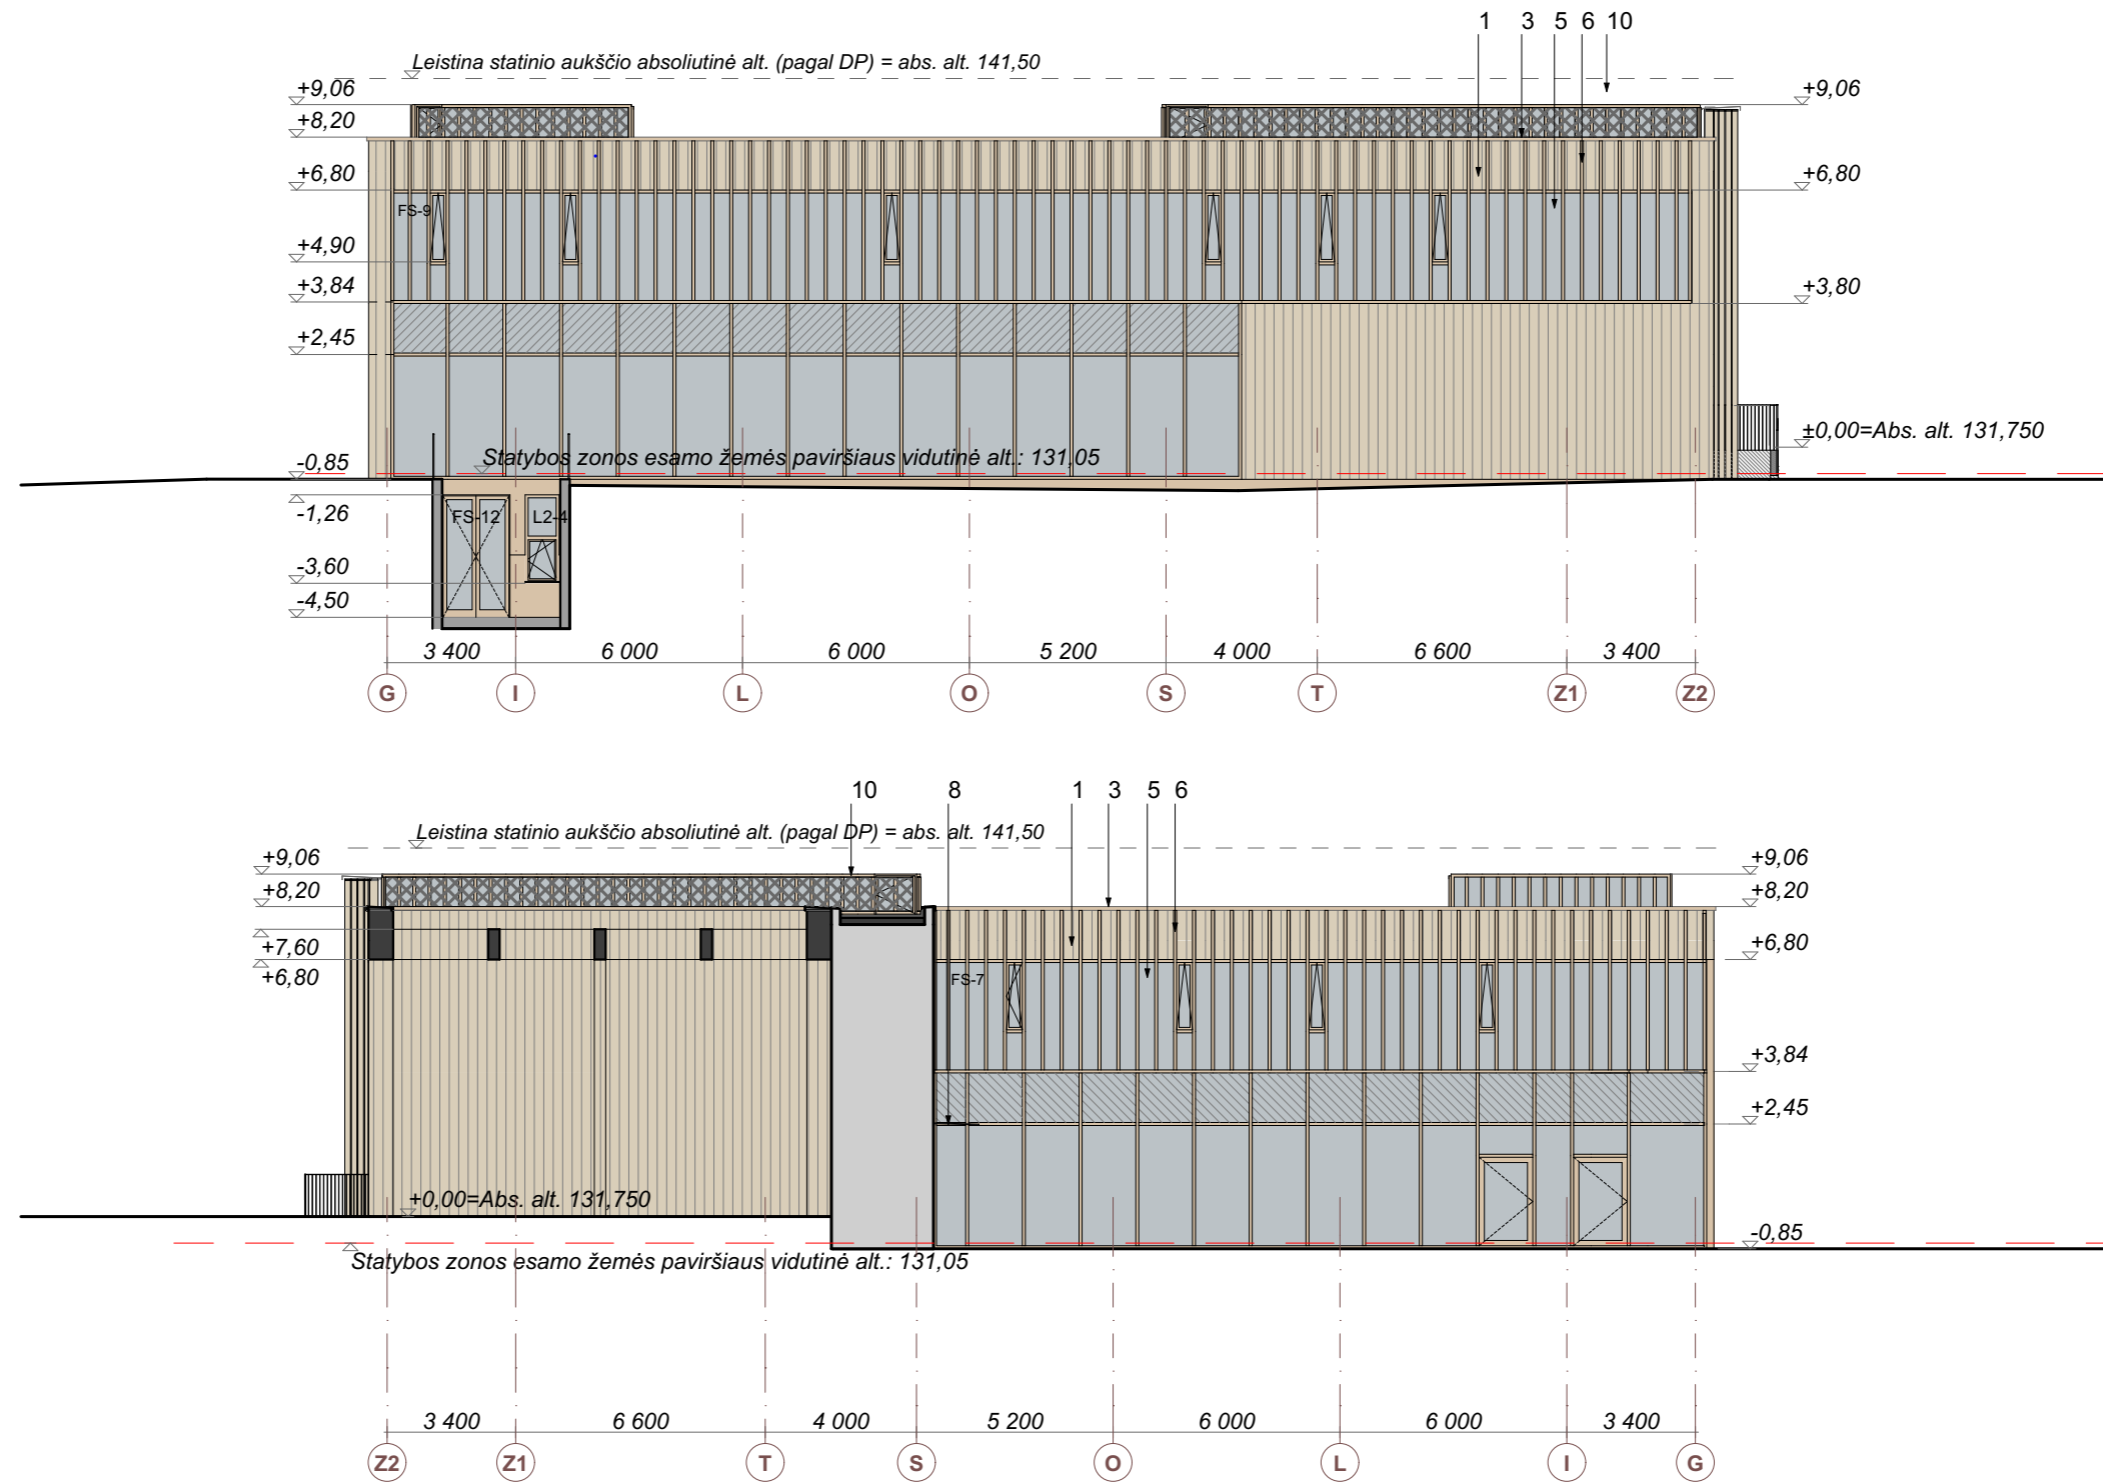 1 3 5 6 10
Leistina statinio aukščio absoliutinė alt. (pagal DP) = abs. alt. 141,50
+9,06
+9,06
+8,20
+6,80
+6,80
FS-9
+4,90
+3,84
+3,80
+2,45
±0,00=Abs. alt. 131,750
-0,85
Statybos zonos esamo žemės paviršiaus vidutinė alt.: 131,05
-1,26
FS-12
L2-4
-3,60
-4,50
3 400 6 000 6 000 5 200 4 000 6 600 3 400
G I L O S T Z1 Z2
10 8 1 3 5 6
Leistina statinio aukščio absoliutinė alt. (pagal DP) = abs. alt. 141,50
+9,06
+9,06
+8,20
+8,20
+7,60
+6,80
+6,80
FS-7
+3,84
+2,45
+0,00=Abs. alt. 131,750
-0,85
Statybos zonos esamo žemės paviršiaus vidutinė alt.: 131,05
3 400 6 600 4 000 5 200 6 000 6 000 3 400
Z2 Z1 T S O L I G